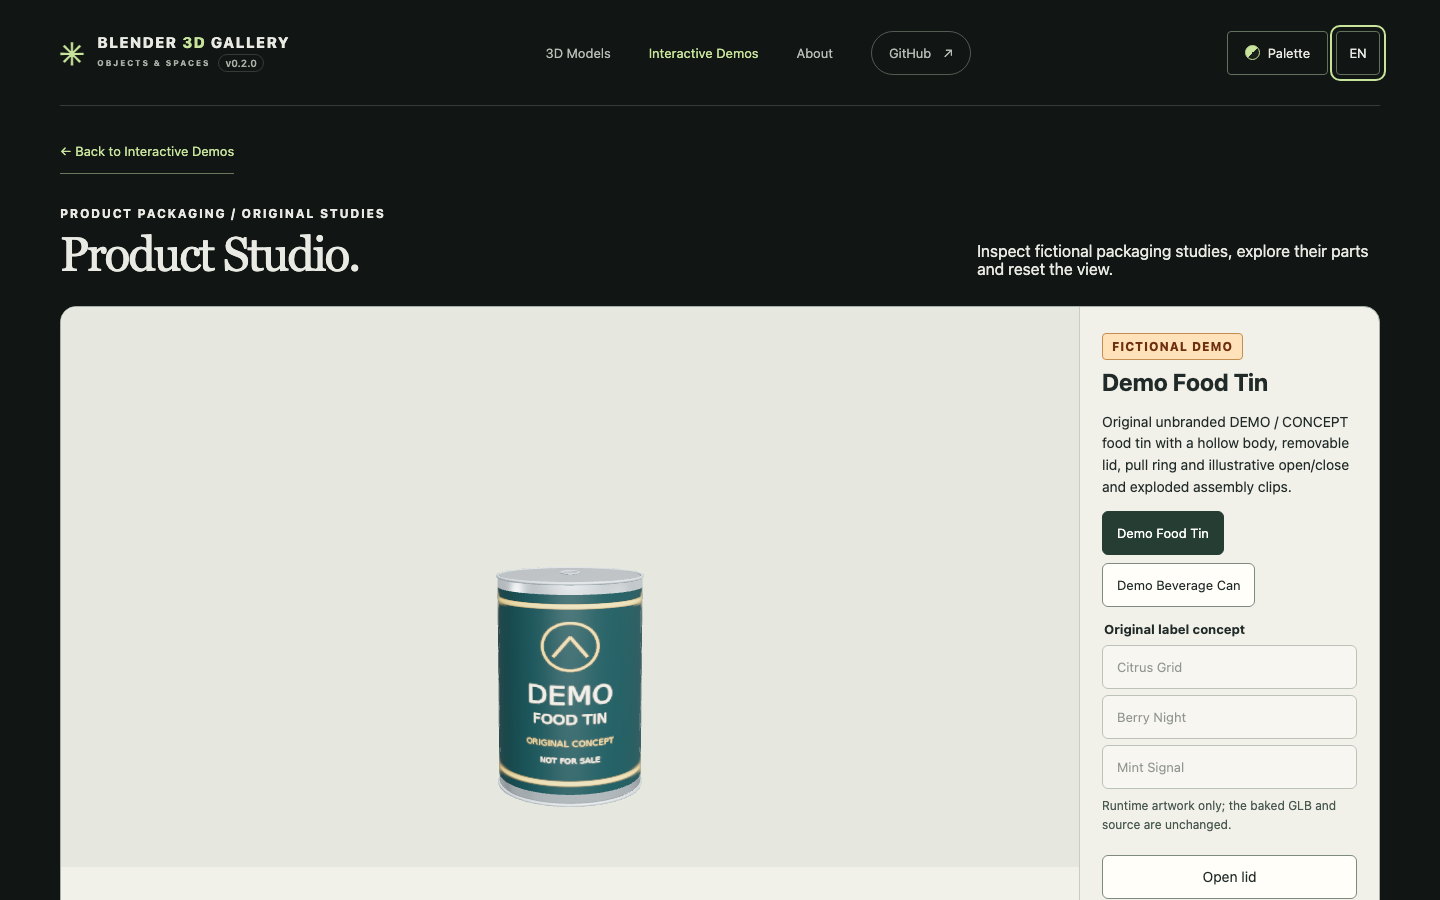 BLENDER 3D GALLERY
OBJECTS & SPACES v0.2.0
3D Models
Interactive Demos
About
GitHub ↗
Palette
EN
← Back to Interactive Demos
PRODUCT PACKAGING / ORIGINAL STUDIES
Product Studio.
Inspect fictional packaging studies, explore their parts
and reset the view.
DEMO
FOOD TIN
ORIGINAL CONCEPT
NOT FOR SALE
FICTIONAL DEMO
Demo Food Tin
Original unbranded DEMO / CONCEPT
food tin with a hollow body, removable
lid, pull ring and illustrative open/close
and exploded assembly clips.
Demo Food Tin
Demo Beverage Can
Original label concept
Citrus Grid
Berry Night
Mint Signal
Runtime artwork only; the baked GLB and
source are unchanged.
Open lid